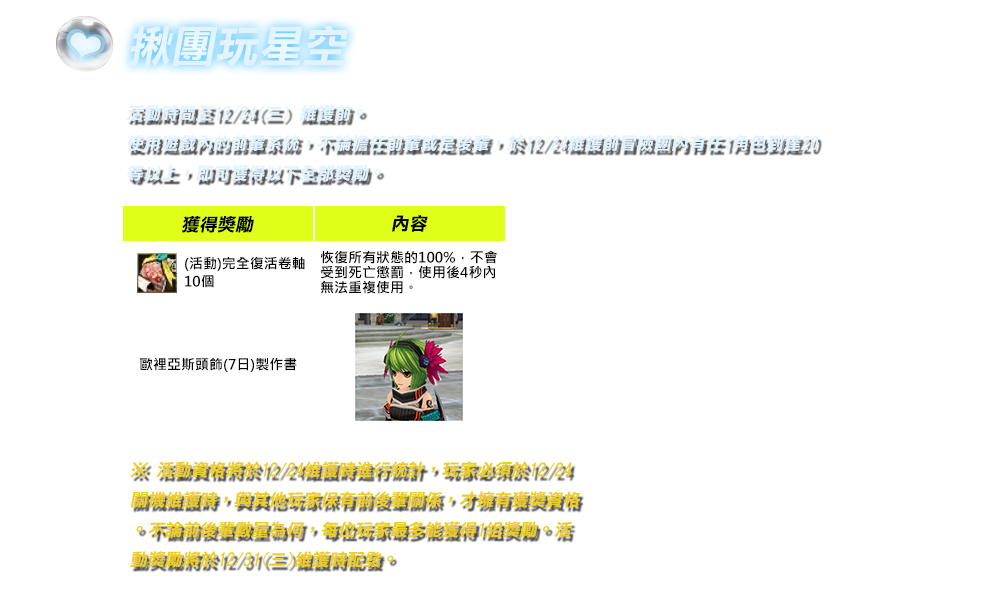 揪團玩星空
活動時間至12/24(三) 維護前。
使用遊戲內的前輩系統，不論擔任前輩或是後輩，於12/24維護前冒險團內有任1角色到達20
等以上，即可獲得以下全部獎勵。
獲得獎勵
內容
(活動)完全復活卷軸
10個
恢復所有狀態的100%，不會
受到死亡懲罰，使用後4秒內
無法重複使用。
歐裡亞斯頭飾(7日)製作書
※ 活動資格將於12/24維護時進行統計，玩家必須於12/24
關機維護時，與其他玩家保有前後輩關係，才擁有獲獎資格
。不論前後輩數量為何，每位玩家最多能獲得1組獎勵。活
動獎勵將於12/31(三)維護時配發。